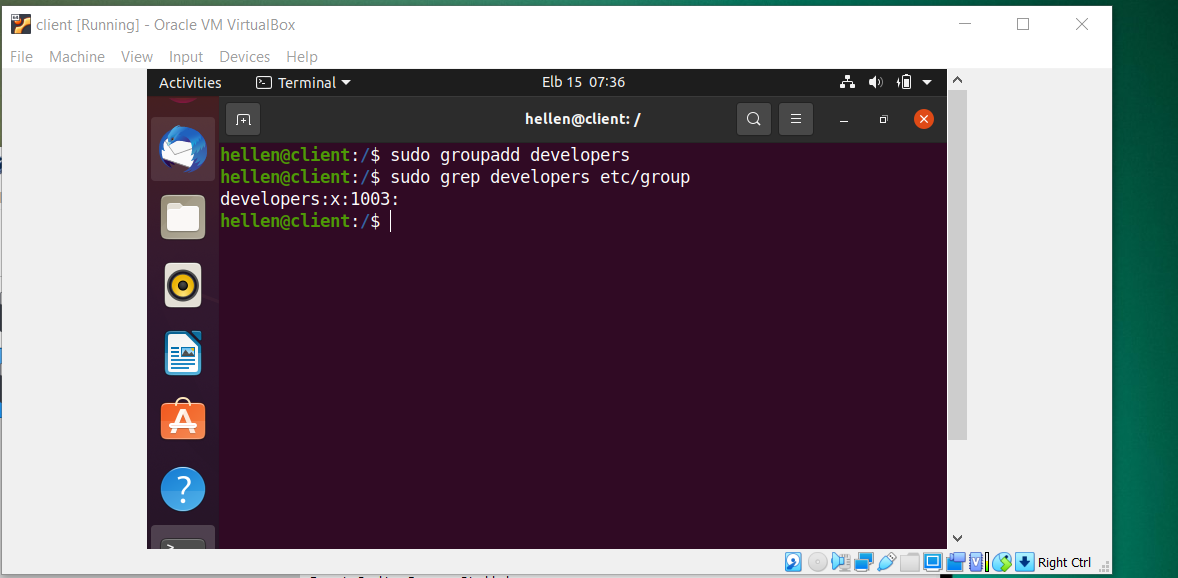 client [Running] - Oracle VM VirtualBox
File Machine View Input Devices Help
Activities Terminal Elb 15 07:36
hellen@client: /
hellen@client:/$ sudo groupadd developers
hellen@client:/$ sudo grep developers etc/group
developers:x:1003:
hellen@client:/$
Right Ctrl